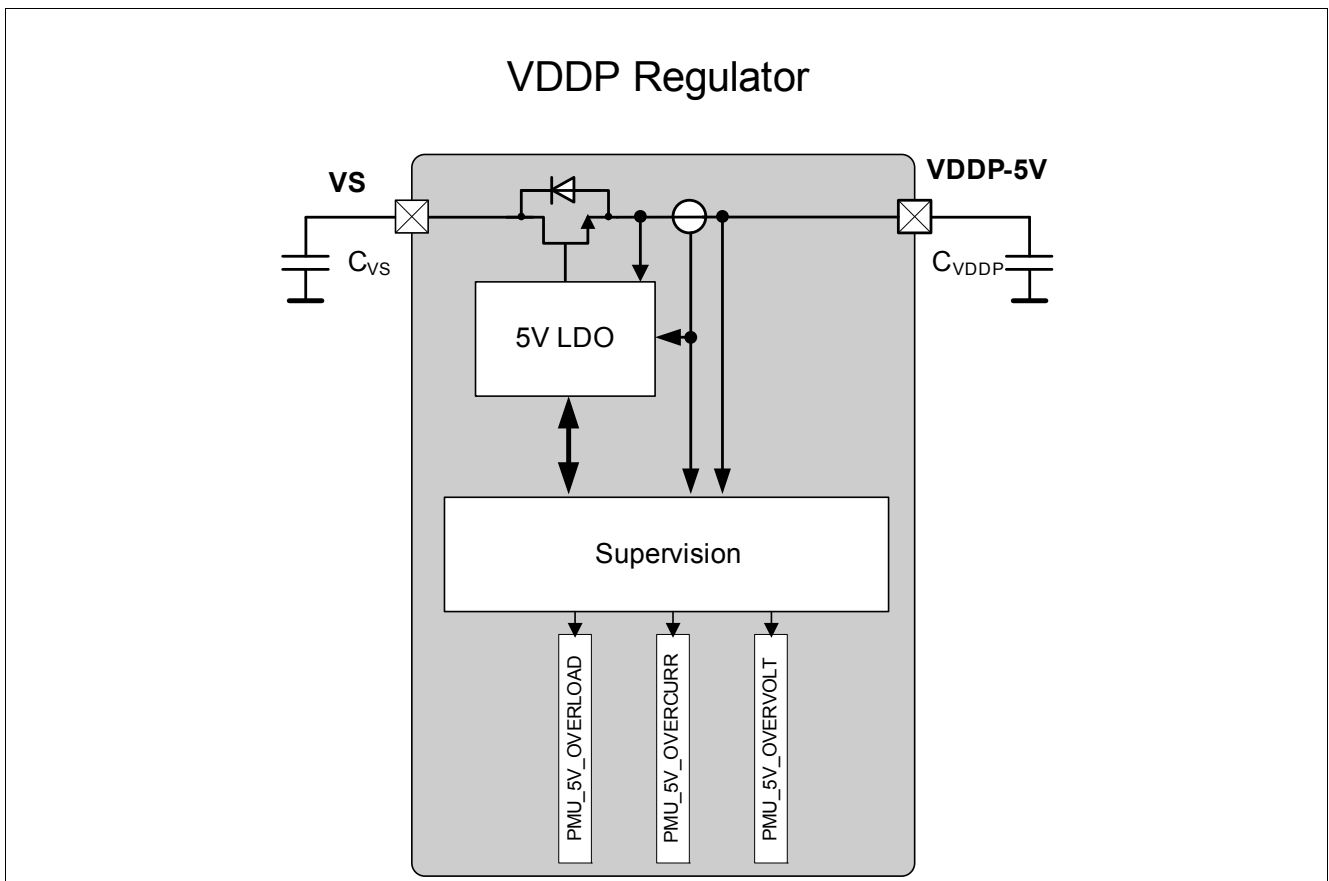 VDDP Regulator
VS
VDDP-5V
CVS
CVDDP
5V LDO
Supervision
PMU_5V_OVERLOAD
PMU_5V_OVERCURR
PMU_5V_OVERVOLT